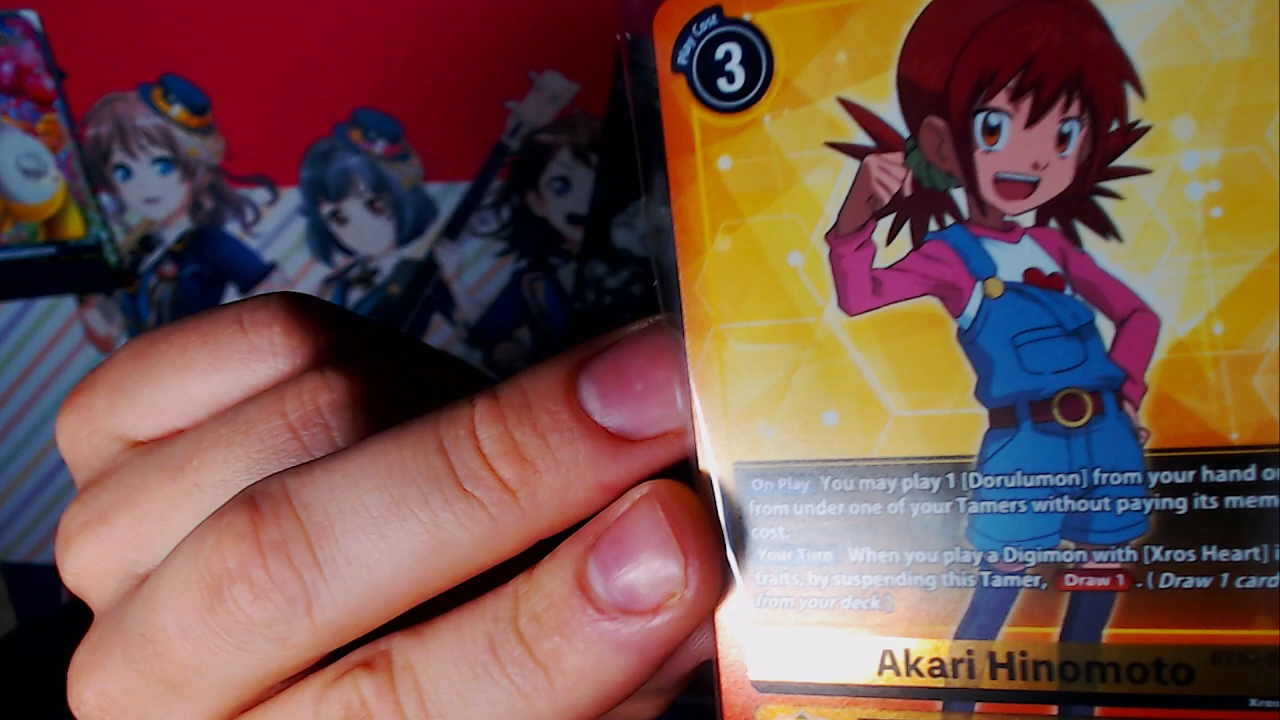 Play Cost
3
On Play You may play 1 [Dorulumon] from your hand or
from under one of your Tamers without paying its mem
cost.
Your Turn When you play a Digimon with [Xros Heart] i
traits, by suspending this Tamer, Draw 1. (Draw 1 card
from your deck.)
Akari Hinomoto
Xros